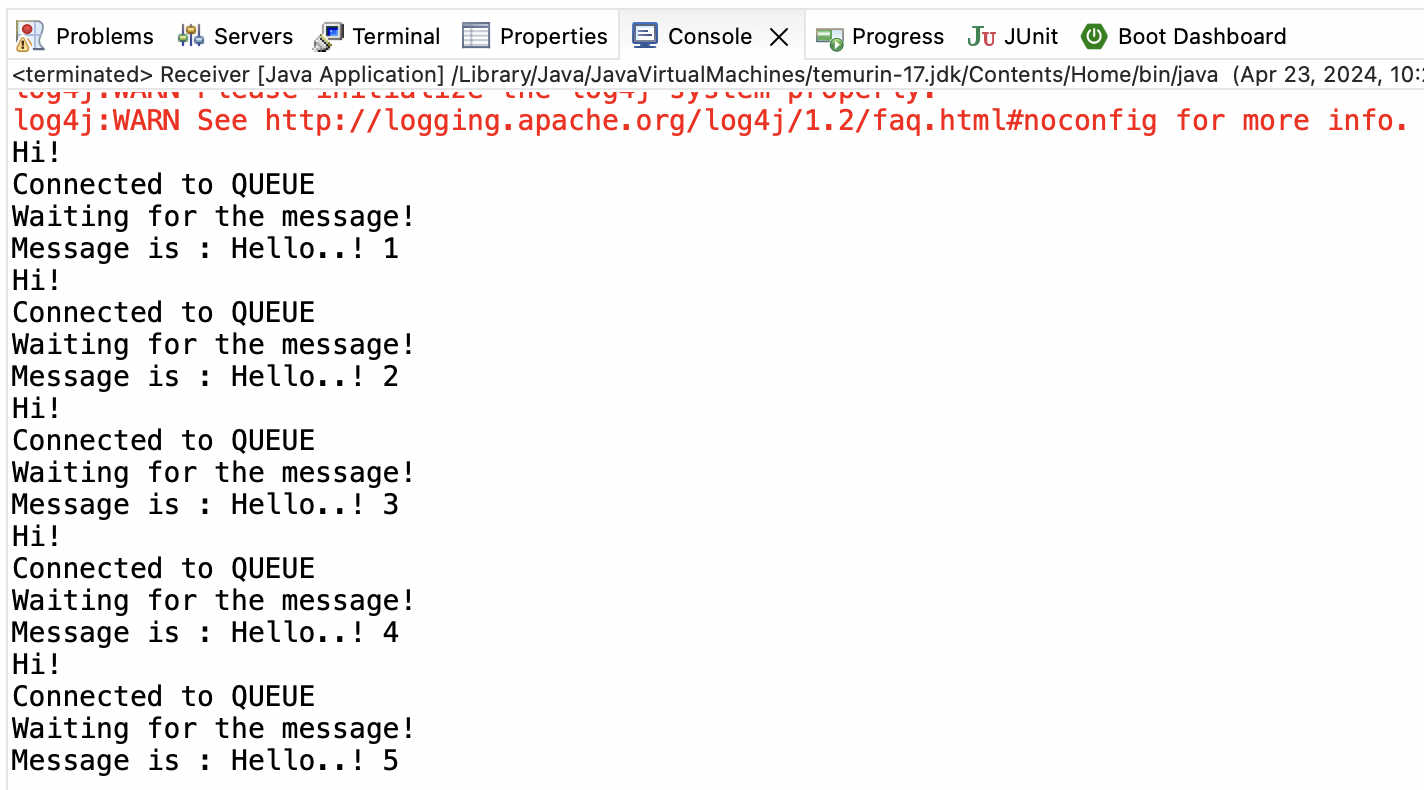 Problems Servers Terminal Properties Console Progress JU JUnit Boot Dashboard
<terminated> Receiver [Java Application] /Library/Java/JavaVirtualMachines/temurin-17.jdk/Contents/Home/bin/java (Apr 23, 2024, 10:
log4j:WARN Please initialize the log4j system property.
log4j:WARN See http://logging.apache.org/log4j/1.2/faq.html#noconfig for more info.
Hi!
Connected to QUEUE
Waiting for the message!
Message is : Hello..! 1
Hi!
Connected to QUEUE
Waiting for the message!
Message is : Hello..! 2
Hi!
Connected to QUEUE
Waiting for the message!
Message is : Hello..! 3
Hi!
Connected to QUEUE
Waiting for the message!
Message is : Hello..! 4
Hi!
Connected to QUEUE
Waiting for the message!
Message is : Hello..! 5